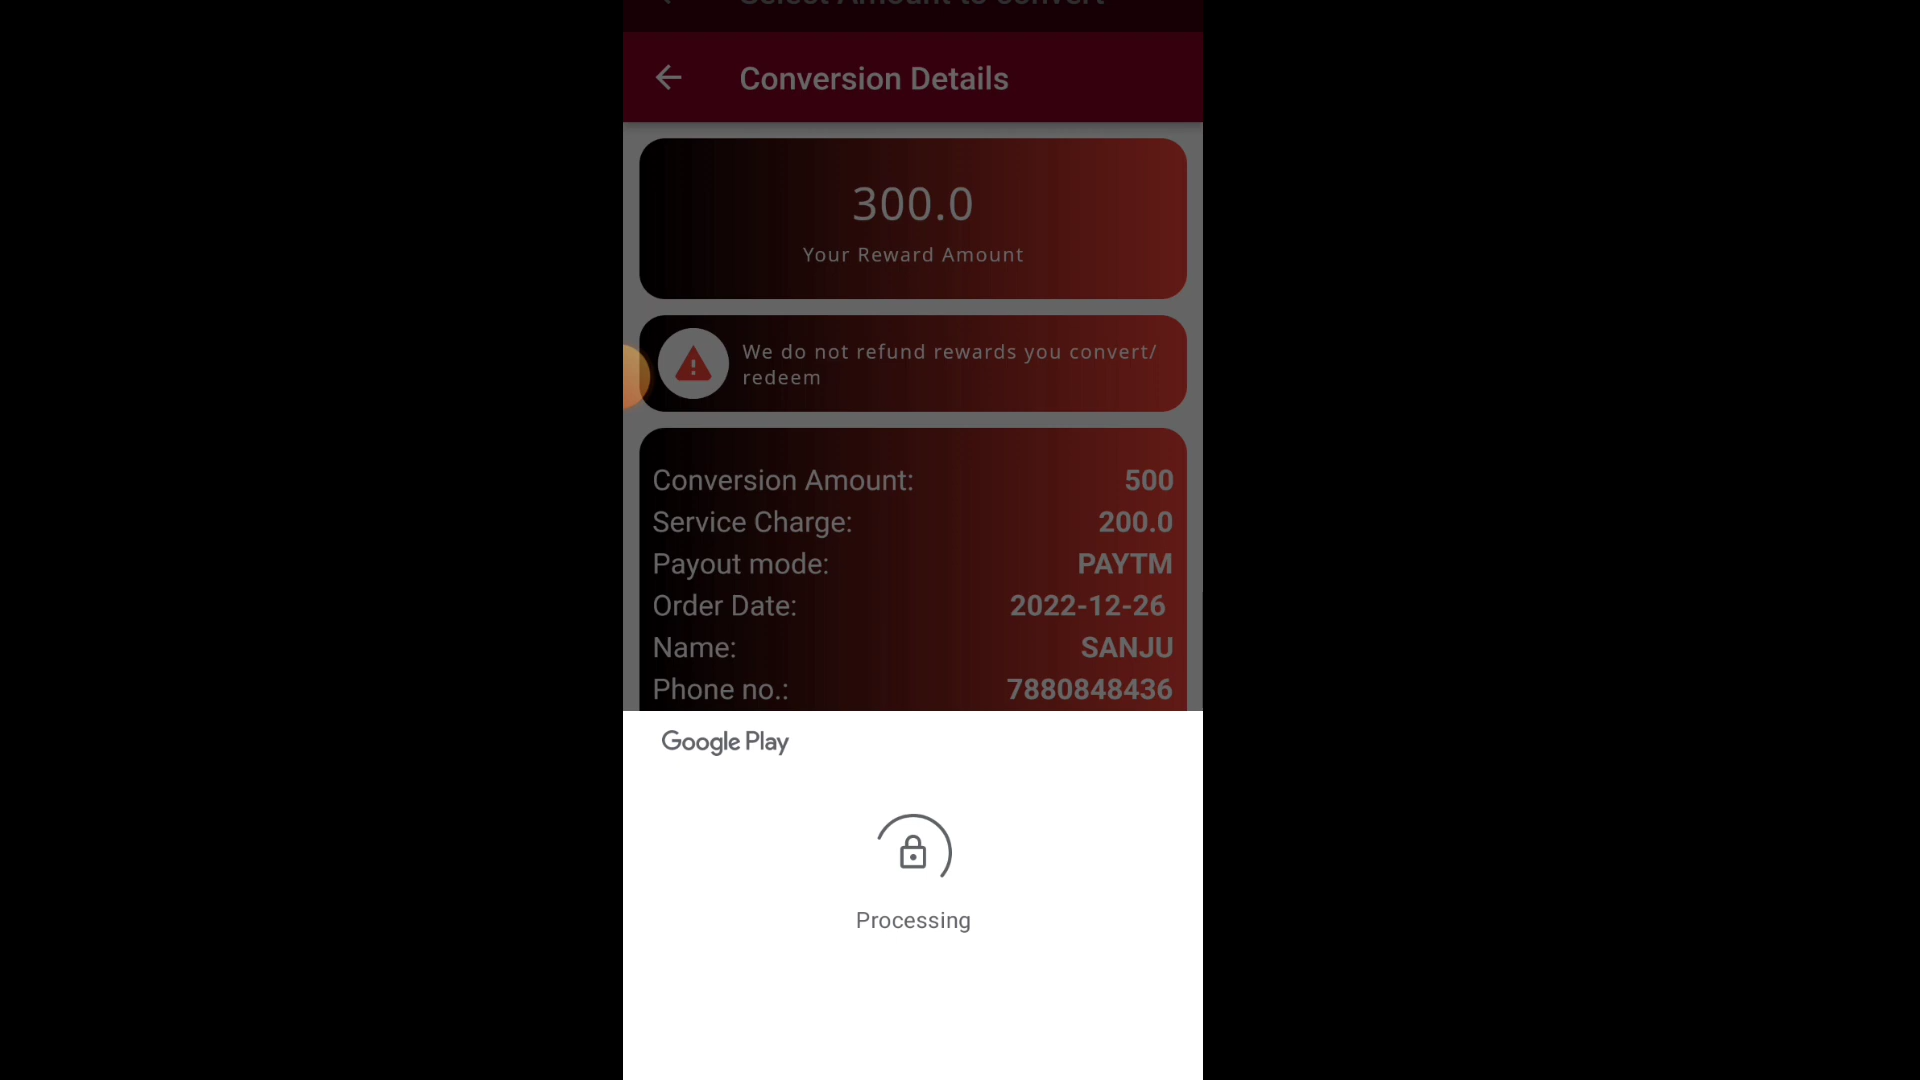 Select Amount to convert
Conversion Details
300.0
Your Reward Amount
We do not refund rewards you convert/
redeem
Conversion Amount: 500
Service Charge: 200.0
Payout mode: PAYTM
Order Date: 2022-12-26
Name: SANJU
Phone no.: 7880848436
Google Play
Processing